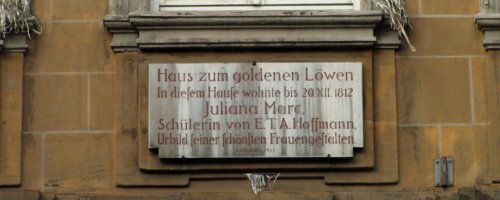 Haus zum goldenen Löwen
In dieſem Hauſe wohnte bis 20.XII. 1812
Juliana Marc,
Schülerin von E.T.A. Hoffmann,
Urbild ſeiner ſchönſten Frauengeſtalten.